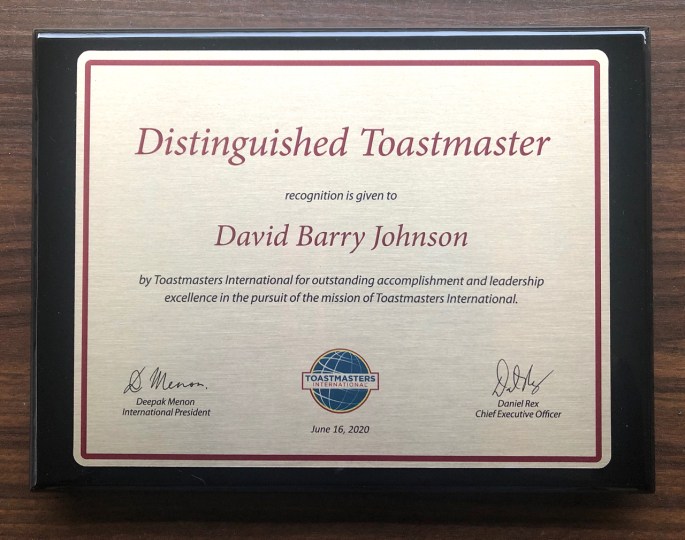 Distinguished Toastmaster
recognition is given to
David Barry Johnson
by Toastmasters International for outstanding accomplishment and leadership
excellence in the pursuit of the mission of Toastmasters International.
D Menon.
Deepak Menon
International President
TOASTMASTERS
INTERNATIONAL
June 16, 2020
Daniel Rex
Chief Executive Officer